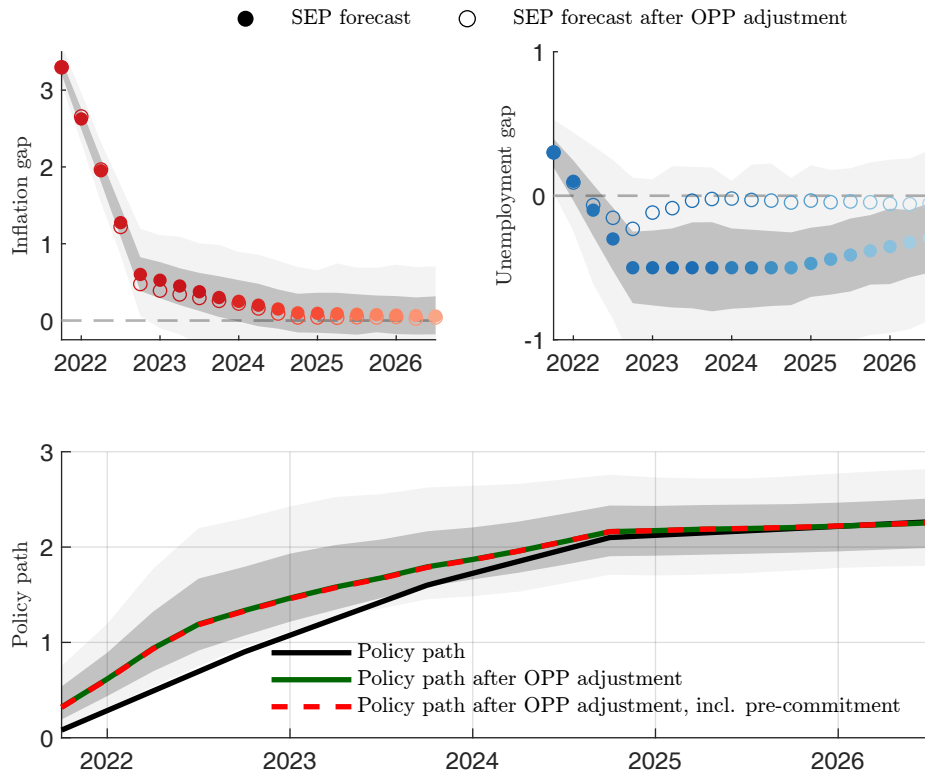 SEP forecast
SEP forecast after OPP adjustment
Inflation gap
3
2
1
0
2022 2023 2024 2025 2026
Unemployment gap
1
0
-1
2022 2023 2024 2025 2026
Policy path
3
2
1
0
Policy path
Policy path after OPP adjustment
Policy path after OPP adjustment, incl. pre-commitment
2022 2023 2024 2025 2026